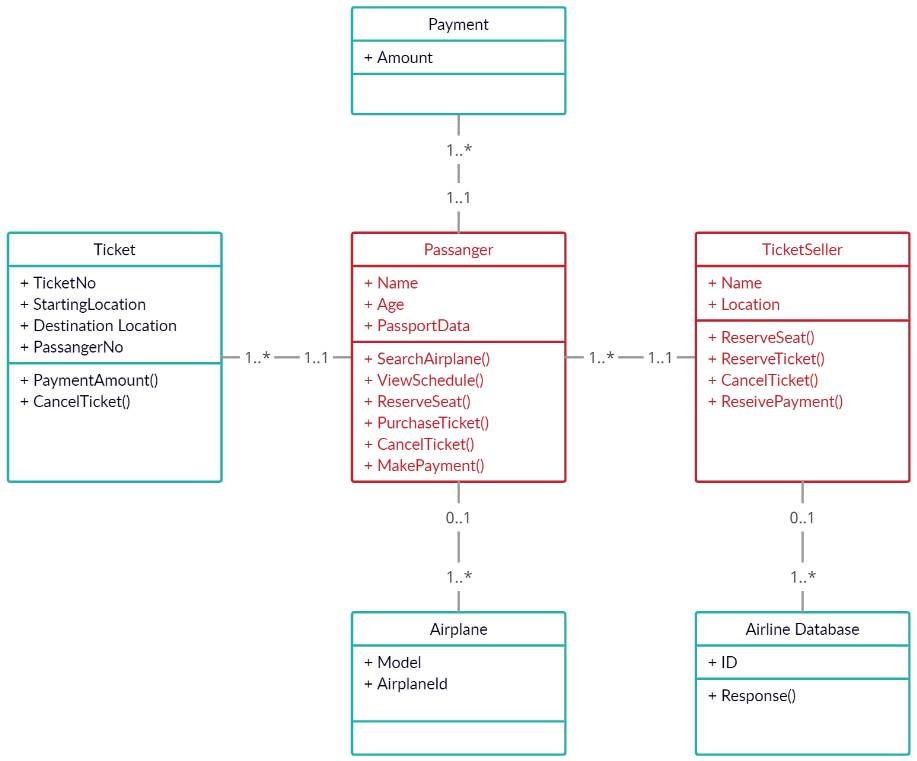 Payment
+ Amount
1..*
1..1
Ticket
+ TicketNo
+ StartingLocation
+ Destination Location
+ PassangerNo
+ PaymentAmount()
+ CancelTicket()
1..*
1..1
Passanger
+ Name
+ Age
+ PassportData
+ SearchAirplane()
+ ViewSchedule()
+ ReserveSeat()
+ PurchaseTicket()
+ CancelTicket()
+ MakePayment()
1..*
1..1
TicketSeller
+ Name
+ Location
+ ReserveSeat()
+ ReserveTicket()
+ CancelTicket()
+ ReseivePayment()
0..1
1..*
0..1
1..*
Airplane
+ Model
+ AirplaneId
Airline Database
+ ID
+ Response()